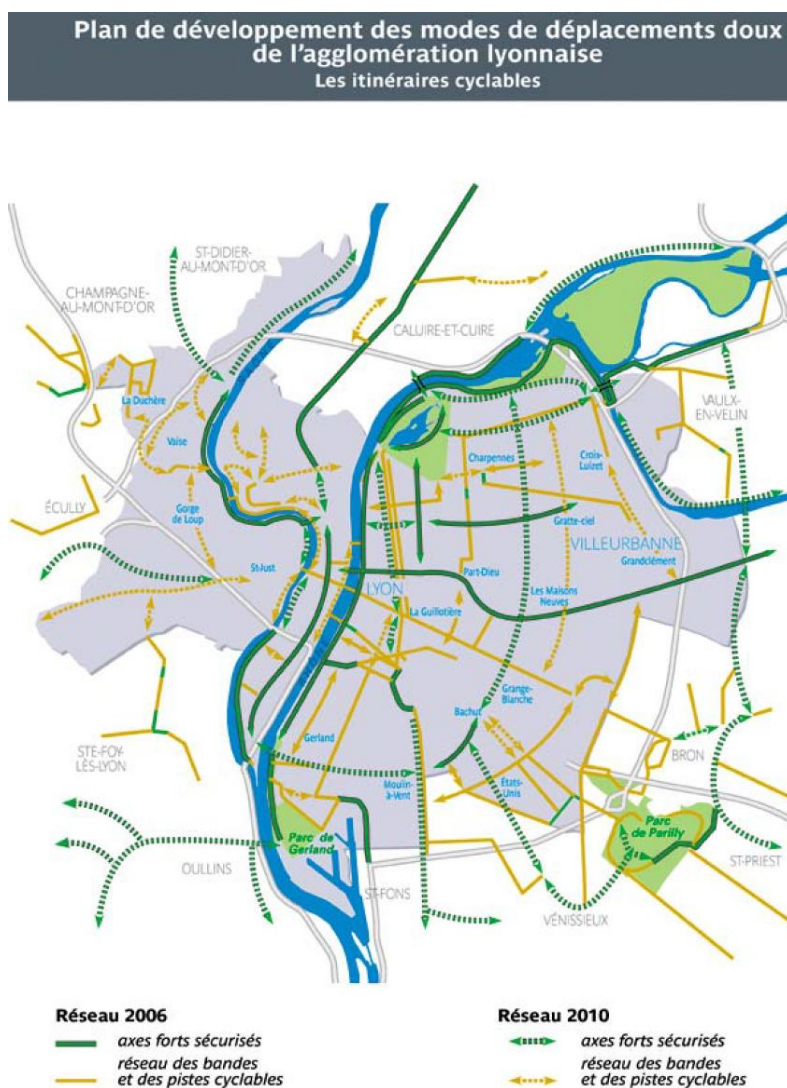 Plan de développement des modes de déplacements doux
de l'agglomération lyonnaise
Les itinéraires cyclables
ST-DIDIER-
AU-MONT-D'OR
CHAMPAGNE-
AU-MONT-D'OR
CALUIRE-ET-CUIRE
La Duchère
VAULX-
EN-VELIN
Vaise
Charpennes
Croix-
Luizet
ÉCULLY
Gorge
de Loup
Gratte-ciel
VILLEURBANNE
Grandclément
St-Just
Part-Dieu
LYON
Les Maisons
Neuves
La Guillotière
Grange-
Blanche
Bachut
Gerland
STE-FOY-
LÈS-LYON
BRON
Moulin-
à-Vent
Etats-
Unis
Parc de
Gerland
Parc
de Parilly
OULLINS
ST-PRIEST
ST-FONS
VÉNISSIEUX
Réseau 2006
axes forts sécurisés
réseau des bandes
et des pistes cyclables
Réseau 2010
axes forts sécurisés
réseau des bandes
et des pistes cyclables